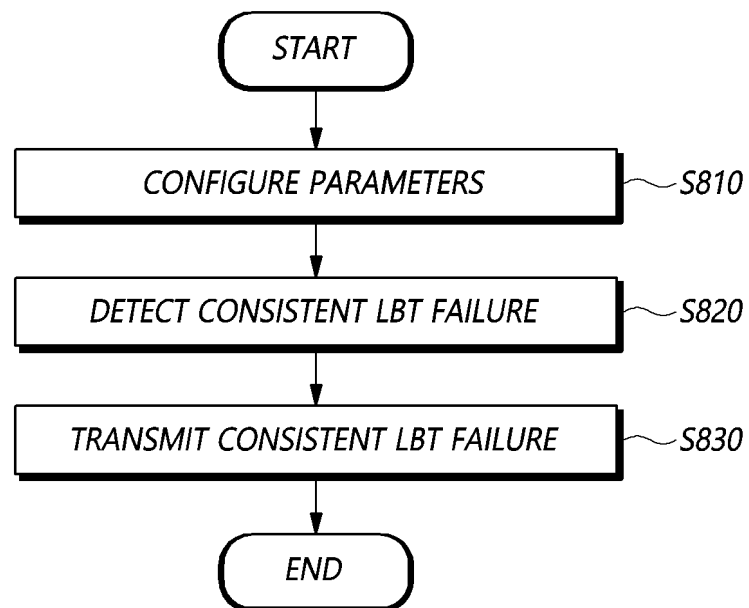 START
CONFIGURE PARAMETERS
S810
DETECT CONSISTENT LBT FAILURE
S820
TRANSMIT CONSISTENT LBT FAILURE
S830
END